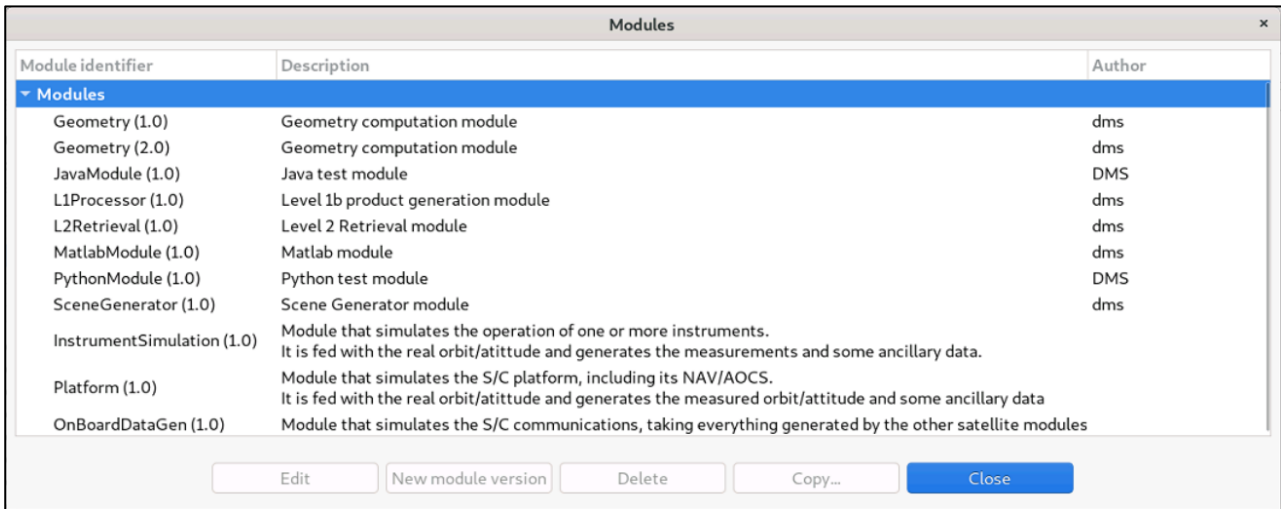 Modules
×
Module identifier Description Author
Modules
Geometry (1.0) Geometry computation module dms
Geometry (2.0) Geometry computation module dms
JavaModule (1.0) Java test module DMS
L1Processor (1.0) Level 1b product generation module dms
L2Retrieval (1.0) Level 2 Retrieval module dms
MatlabModule (1.0) Matlab module dms
PythonModule (1.0) Python test module DMS
SceneGenerator (1.0) Scene Generator module dms
InstrumentSimulation (1.0) Module that simulates the operation of one or more instruments.
It is fed with the real orbit/atittude and generates the measurements and some ancillary data.
Platform (1.0) Module that simulates the S/C platform, including its NAV/AOCS.
It is fed with the real orbit/atittude and generates the measured orbit/attitude and some ancillary data
OnBoardDataGen (1.0) Module that simulates the S/C communications, taking everything generated by the other satellite modules
Edit New module version Delete Copy... Close